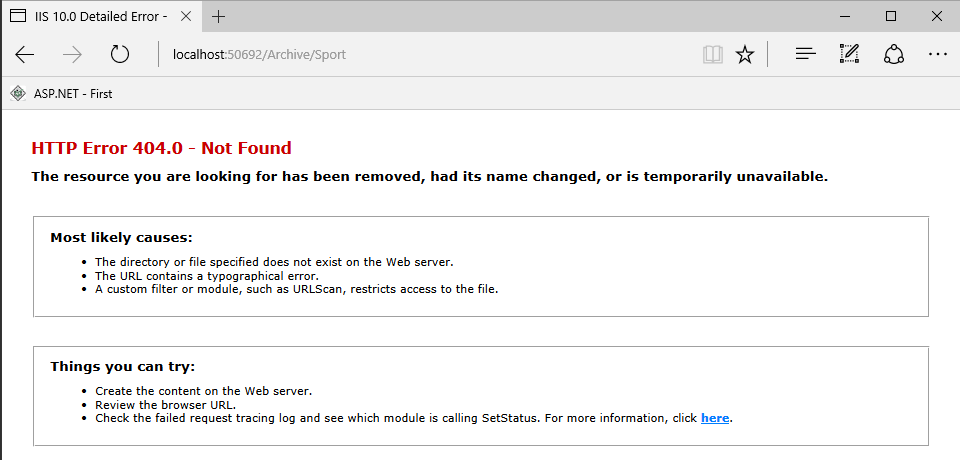 IIS 10.0 Detailed Error -
localhost:50692/Archive/Sport
ASP.NET - First
HTTP Error 404.0 - Not Found
The resource you are looking for has been removed, had its name changed, or is temporarily unavailable.
Most likely causes:
• The directory or file specified does not exist on the Web server.
• The URL contains a typographical error.
• A custom filter or module, such as URLScan, restricts access to the file.
Things you can try:
• Create the content on the Web server.
• Review the browser URL.
• Check the failed request tracing log and see which module is calling SetStatus. For more information, click here.